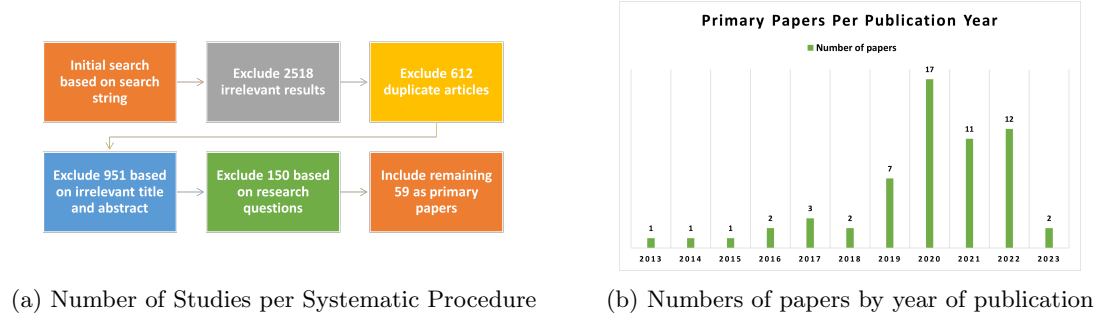 Initial search
based on search
string
Exclude 2518
irrelevant results
Exclude 612
duplicate articles
Exclude 951 based
on irrelevant title
and abstract
Exclude 150 based
on research
questions
Include remaining
59 as primary
papers
(a) Number of Studies per Systematic Procedure
Primary Papers Per Publication Year
Number of papers
1
1
1
2
3
2
7
17
11
12
2
2013 2014 2015 2016 2017 2018 2019 2020 2021 2022 2023
(b) Numbers of papers by year of publication